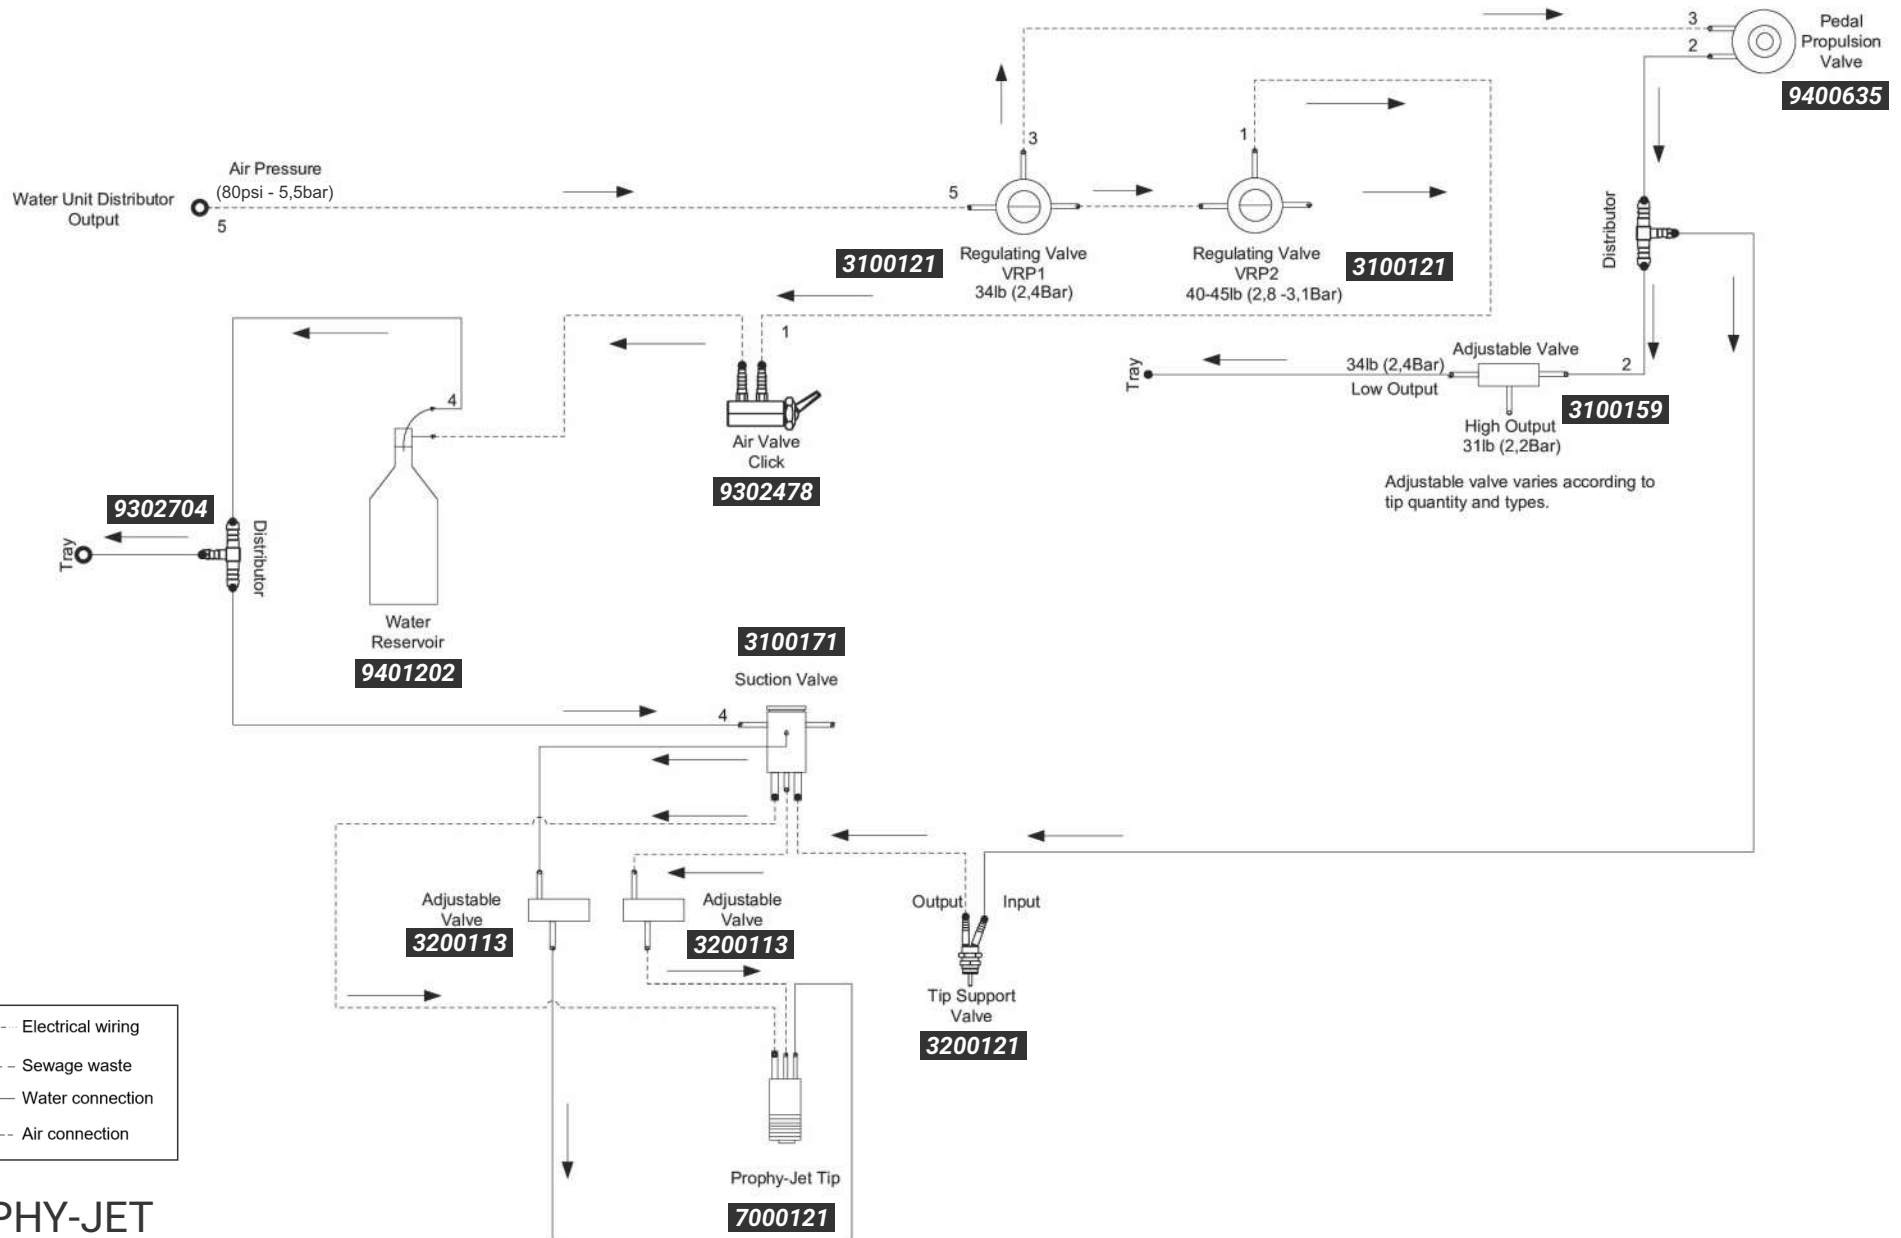 3
2
Pedal
Propulsion
Valve
9400635
Air Pressure
(80psi - 5,5bar)
Water Unit Distributor
Output
5
5
3
1
Regulating Valve
VRP1
34lb (2,4Bar)
3100121
Regulating Valve
VRP2
40-45lb (2,8 -3,1Bar)
3100121
Distributor
1
Air Valve
Click
9302478
Tray
34lb (2,4Bar)
Low Output
Adjustable Valve
2
3100159
High Output
31lb (2,2Bar)
Adjustable valve varies according to
tip quantity and types.
4
9302704
Tray
Distributor
Water
Reservoir
9401202
3100171
Suction Valve
4
Adjustable
Valve
3200113
Adjustable
Valve
3200113
Output
Input
Tip Support
Valve
3200121
Electrical wiring
Sewage waste
Water connection
Air connection
Prophy-Jet Tip
7000121
PHY-JET